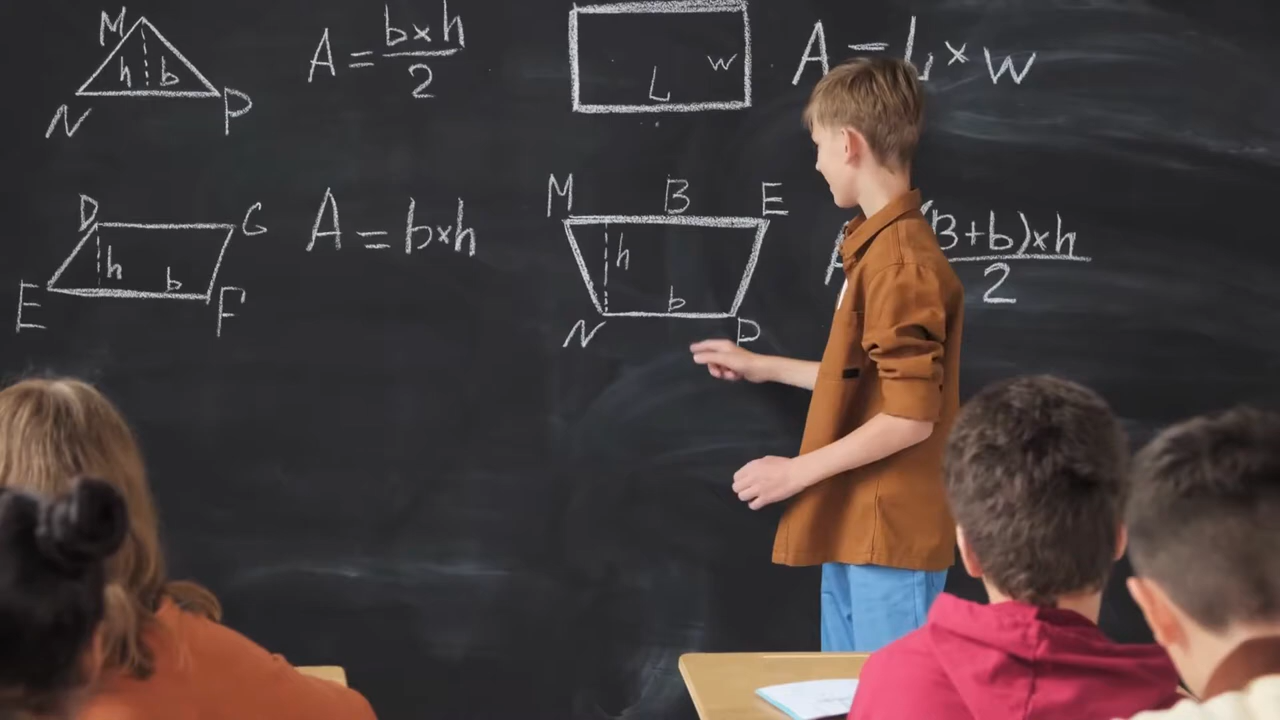 M
h b
N P
A = b×h/2
L w
A = L×w
D G
h b
E F
A = b×h
M B E
h
b
N P
(B+b)×h/2